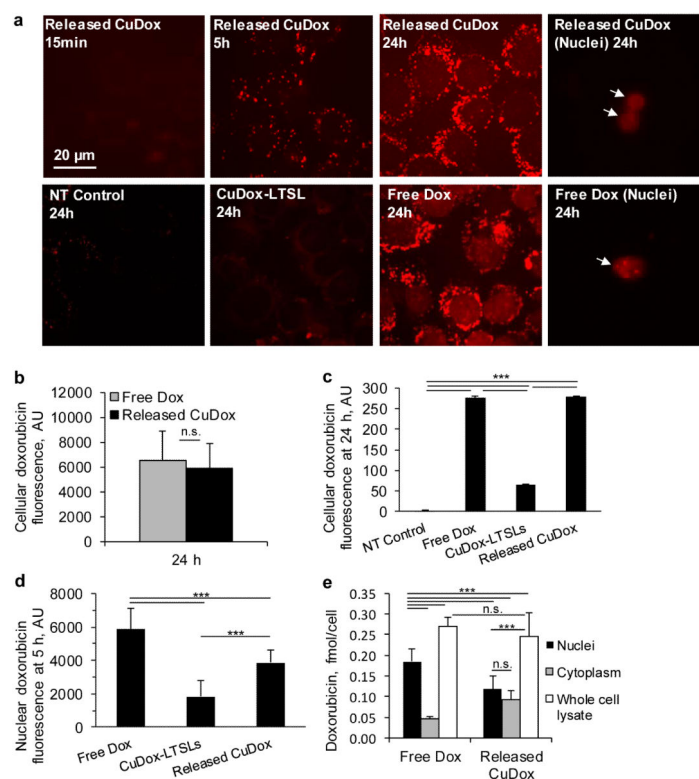 a
Released CuDox
15min
20 µm
Released CuDox
5h
Released CuDox
24h
Released CuDox
(Nuclei) 24h
NT Control
24h
CuDox-LTSL
24h
Free Dox
24h
Free Dox (Nuclei)
24h
b
Cellular doxorubicin
fluorescence, AU
12000
10000
8000
6000
4000
2000
0
Free Dox
Released CuDox
n.s.
24 h
c
Cellular doxorubicin
fluorescence at 24 h, AU
300
250
200
150
100
50
0
***
NT Control
Free Dox
CuDox-LTSLs
Released CuDox
d
Nuclear doxorubicin
fluorescence at 5 h, AU
8000
6000
4000
2000
0
***
***
Free Dox
CuDox-LTSLs
Released CuDox
e
Doxorubicin, fmol/cell
0.35
0.30
0.25
0.20
0.15
0.10
0.05
0.00
***
n.s.
***
n.s.
Nuclei
Cytoplasm
Whole cell
lysate
Free Dox
Released
CuDox